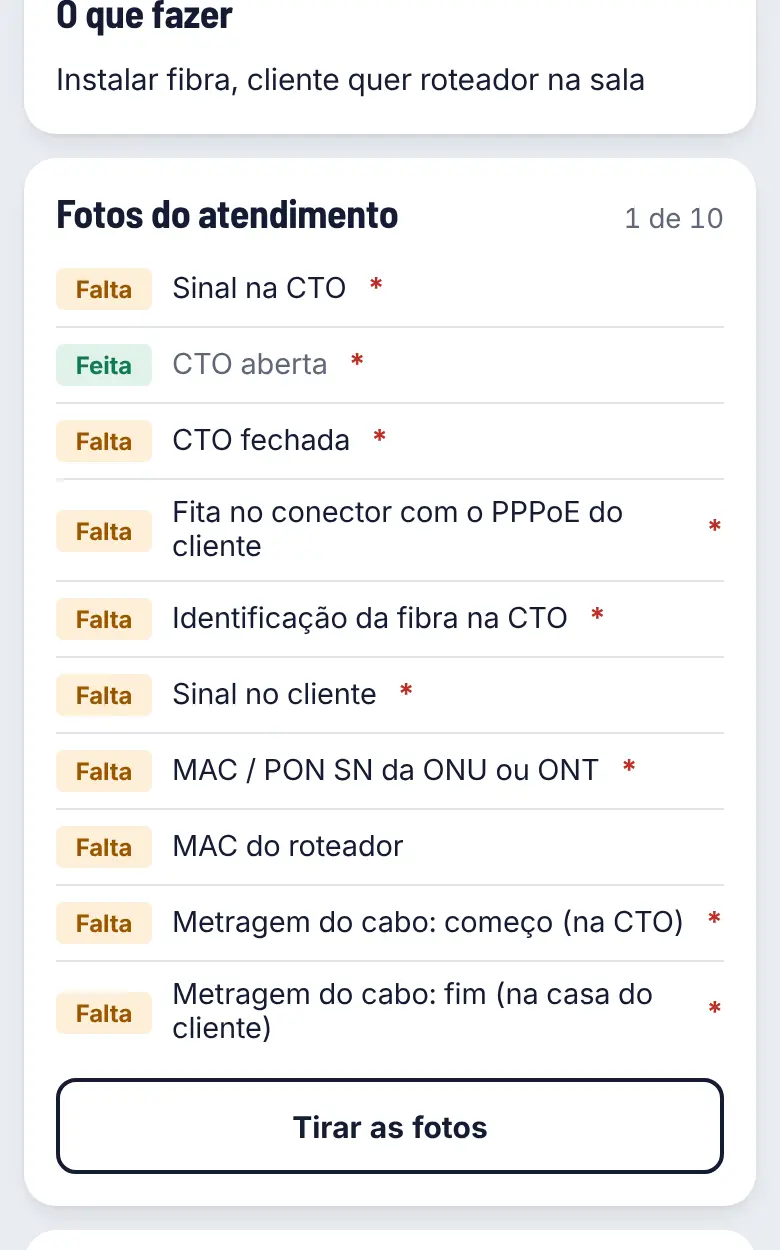 O que fazer
Instalar fibra, cliente quer roteador na sala
Fotos do atendimento 1 de 10
Falta Sinal na CTO *
Feita CTO aberta *
Falta CTO fechada *
Falta Fita no conector com o PPPoE do
cliente *
Falta Identificação da fibra na CTO *
Falta Sinal no cliente *
Falta MAC / PON SN da ONU ou ONT *
Falta MAC do roteador
Falta Metragem do cabo: começo (na CTO) *
Falta Metragem do cabo: fim (na casa do
cliente) *
Tirar as fotos